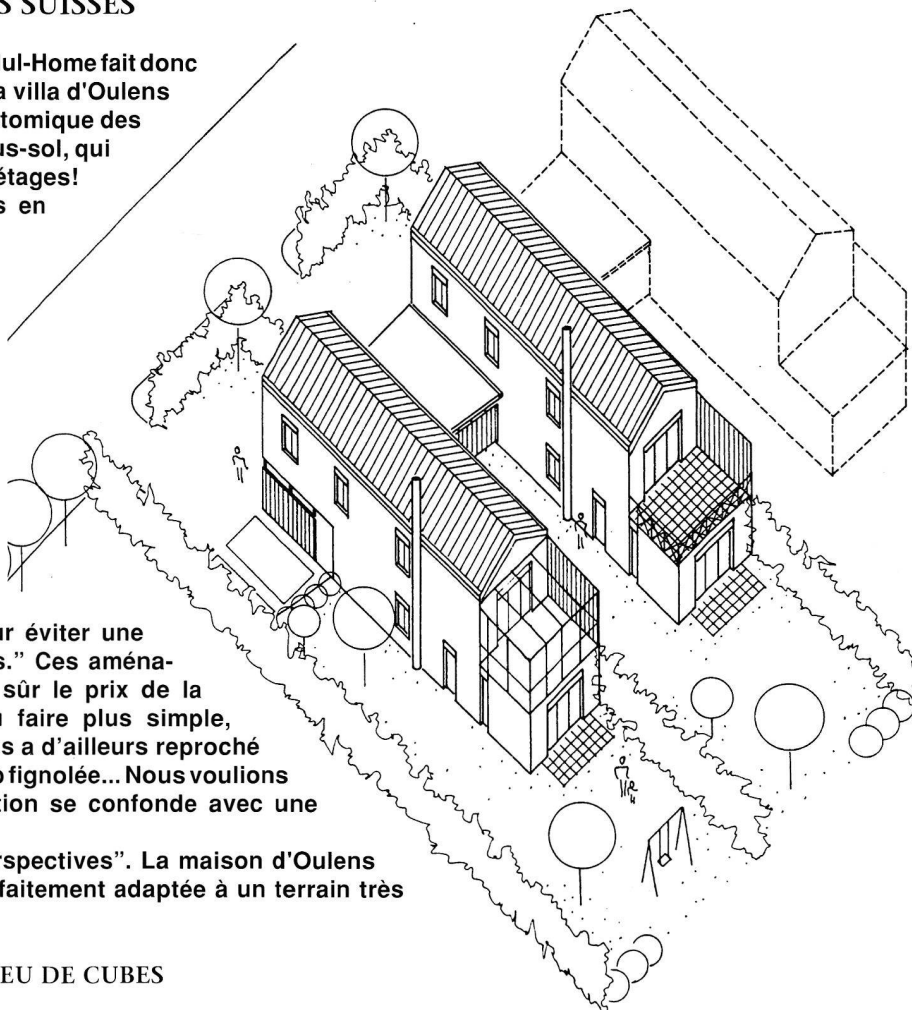 S SUISSES
ul-Home fait donc
a villa d'Oulens
tomique des
us-sol, qui
étages!
s en
ur éviter une
s.” Ces aména-
sûr le prix de la
u faire plus simple,
s a d'ailleurs reproché
fignolée... Nous voulions
tion se confonde avec une
rspectives”. La maison d'Oulens
faitement adaptée à un terrain très
EU DE CUBES